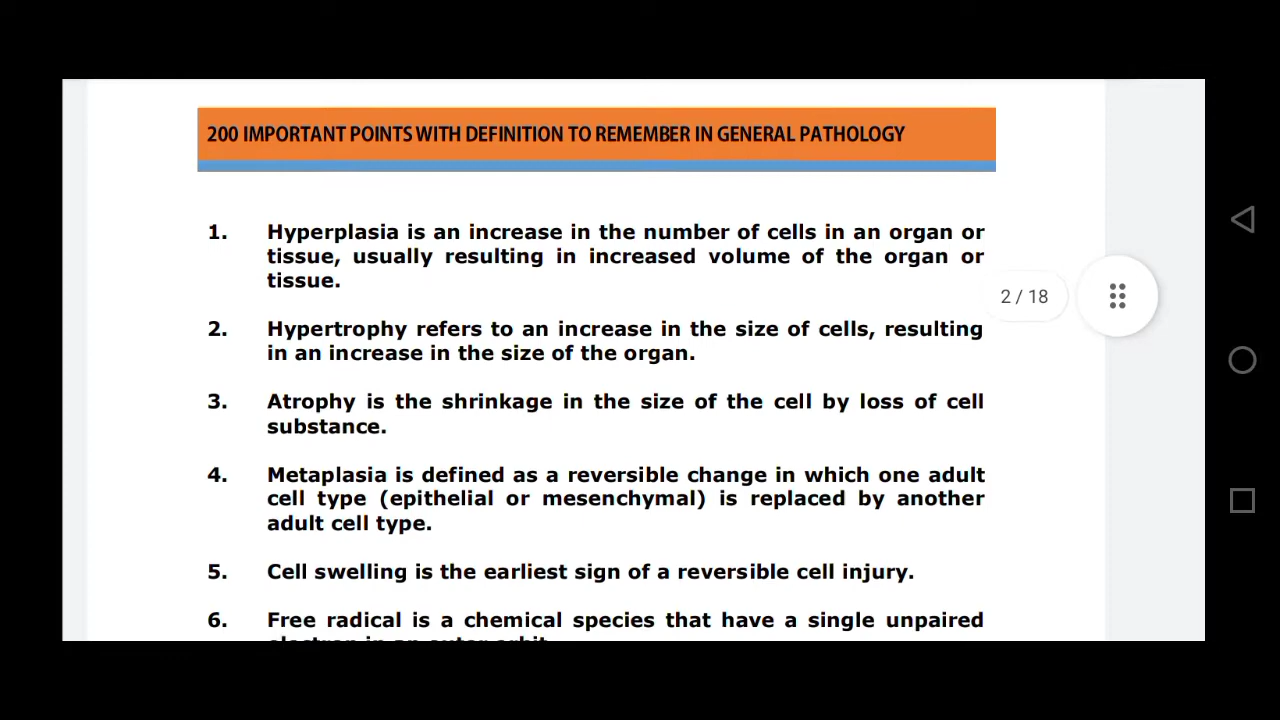 200 IMPORTANT POINTS WITH DEFINITION TO REMEMBER IN GENERAL PATHOLOGY
1. Hyperplasia is an increase in the number of cells in an organ or
tissue, usually resulting in increased volume of the organ or
tissue.
2 / 18
2. Hypertrophy refers to an increase in the size of cells, resulting
in an increase in the size of the organ.
3. Atrophy is the shrinkage in the size of the cell by loss of cell
substance.
4. Metaplasia is defined as a reversible change in which one adult
cell type (epithelial or mesenchymal) is replaced by another
adult cell type.
5. Cell swelling is the earliest sign of a reversible cell injury.
6. Free radical is a chemical species that have a single unpaired
electron in an outer orbit